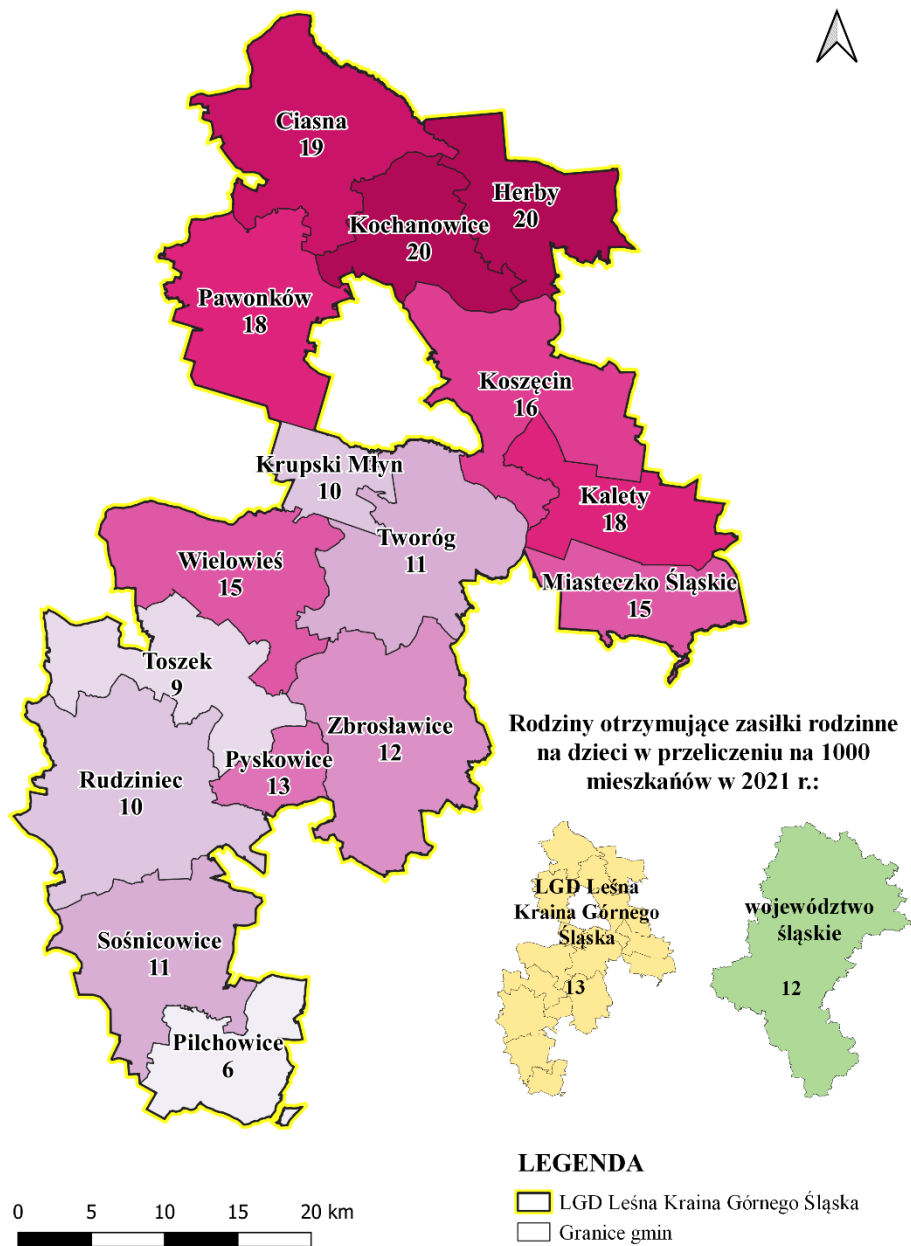 Ciasna
19
Herby
20
Kochanowice
20
Pawonków
18
Koszęcin
16
Krupski Młyn
10
Kalety
18
Tworóg
11
Wielowieś
15
Miasteczko Śląskie
15
Toszek
9
Zbrosławice
12
Pyskowice
13
Rudziniec
10
Sośnicowice
11
Pilchowice
6
Rodziny otrzymujące zasiłki rodzinne
na dzieci w przeliczeniu na 1000
mieszkańów w 2021 r.:
LGD Leśna
Kraina Górnego
Śląska
13
województwo
śląskie
12
LEGENDA
LGD Leśna Kraina Górnego Śląska
Granice gmin
0 5 10 15 20 km